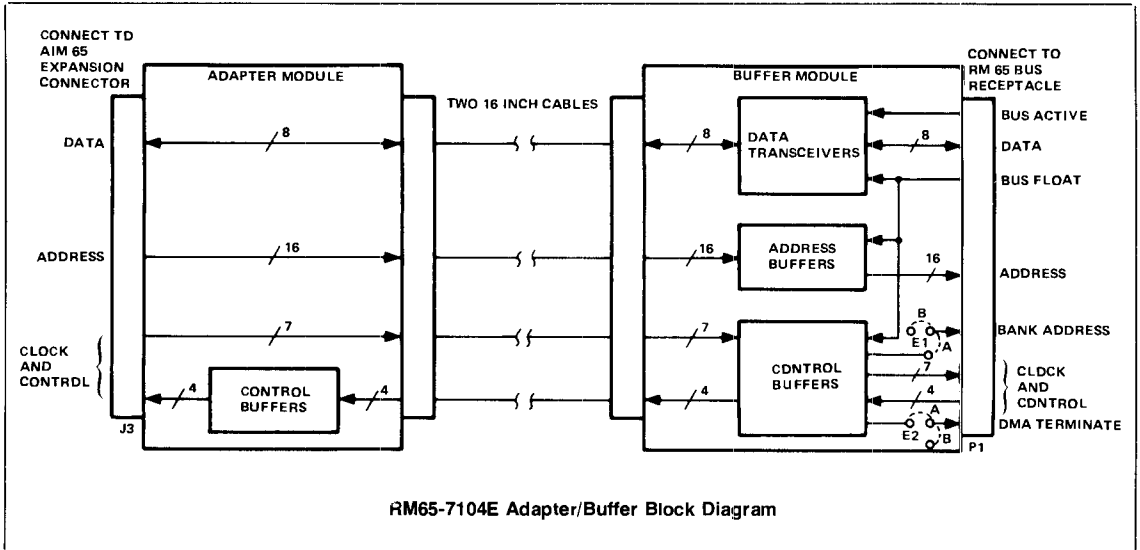 CONNECT TD
AIM 65
EXPANSION
CONNECTOR
ADAPTER MODULE
TWO 16 INCH CABLES
BUFFER MODULE
CONNECT TO
RM 65 BUS
RECEPTACLE
DATA
8
8
DATA
TRANSCEIVERS
8
BUS ACTIVE
DATA
BUS FLOAT
ADDRESS
16
16
ADDRESS
BUFFERS
16
ADDRESS
7
7
B
E1
A
BANK ADDRESS
CLOCK
AND
CONTRDL
4
CONTROL
BUFFERS
4
4
CDNTROL
BUFFERS
7
4
CLDCK
AND
CDNTROL
A
E2
B
DMA TERMINATE
J3
P1
RM65-7104E Adapter/Buffer Block Diagram